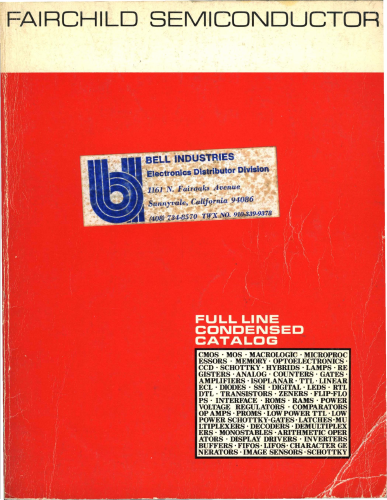 FAIRCHILD SEMICONDUCTOR
BELL INDUSTRIES
Electronics Distributor Division
1161 N. Fairoaks Avenue
Sunnyvale, California 94086
(408) 734-8570 TWX NO. 910-339-9378
FULL LINE
CONDENSED
CATALOG
CMOS · MOS · MACROLOGIC · MICROPROC
ESSORS · MEMORY · OPTOELECTRONICS ·
CCD · SCHOTTKY · HYBRIDS · LAMPS · RE
GISTERS · ANALOG · COUNTERS · GATES ·
AMPLIFIERS · ISOPLANAR · TTL · LINEAR
ECL · DIODES · SSI · DIGITAL · LEDS · RTL
DTL · TRANSISTORS · ZENERS · FLIP-FLO
PS · INTERFACE · ROMS · RAMS · POWER
VOLTAGE REGULATORS · COMPARATORS
OP AMPS · PROMS · LOW POWER TTL · LOW
POWER SCHOTTKY · GATES · LATCHES · MU
LTIPLEXERS · DECODERS · DEMULTIPLEX
ERS · MONOSTABLES · ARITHMETIC OPER
ATORS · DISPLAY DRIVERS · INVERTERS
BUFFERS · FIFOS · LIFOS · CHARACTER GE
NERATORS · IMAGE SENSORS · SCHOTTKY